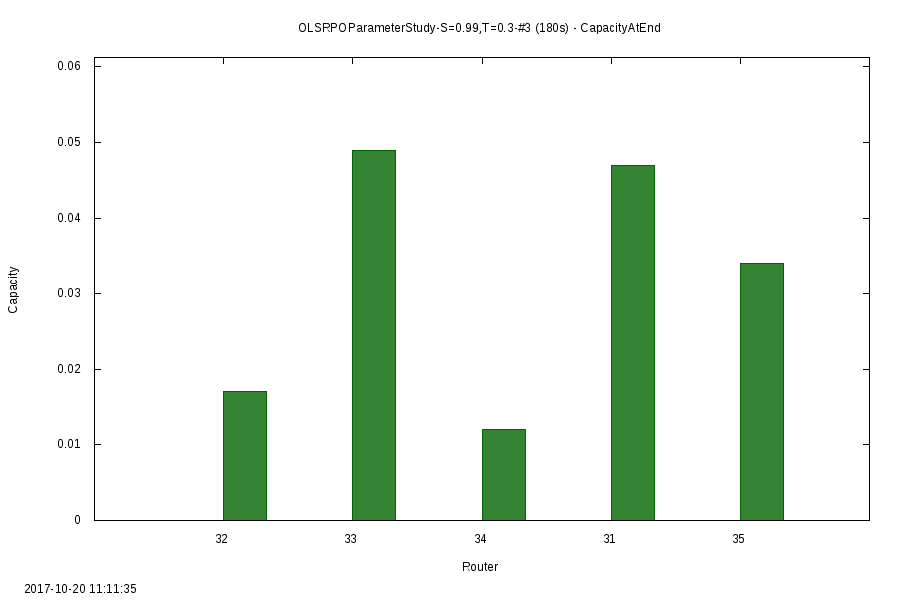 OLSRPOParameterStudy-S=0.99,T=0.3-#3 (180s) - CapacityAtEnd
0.06
0.05
0.04
0.03
0.02
0.01
0
Capacity
32 33 34 31 35
Router
2017-10-20 11:11:35